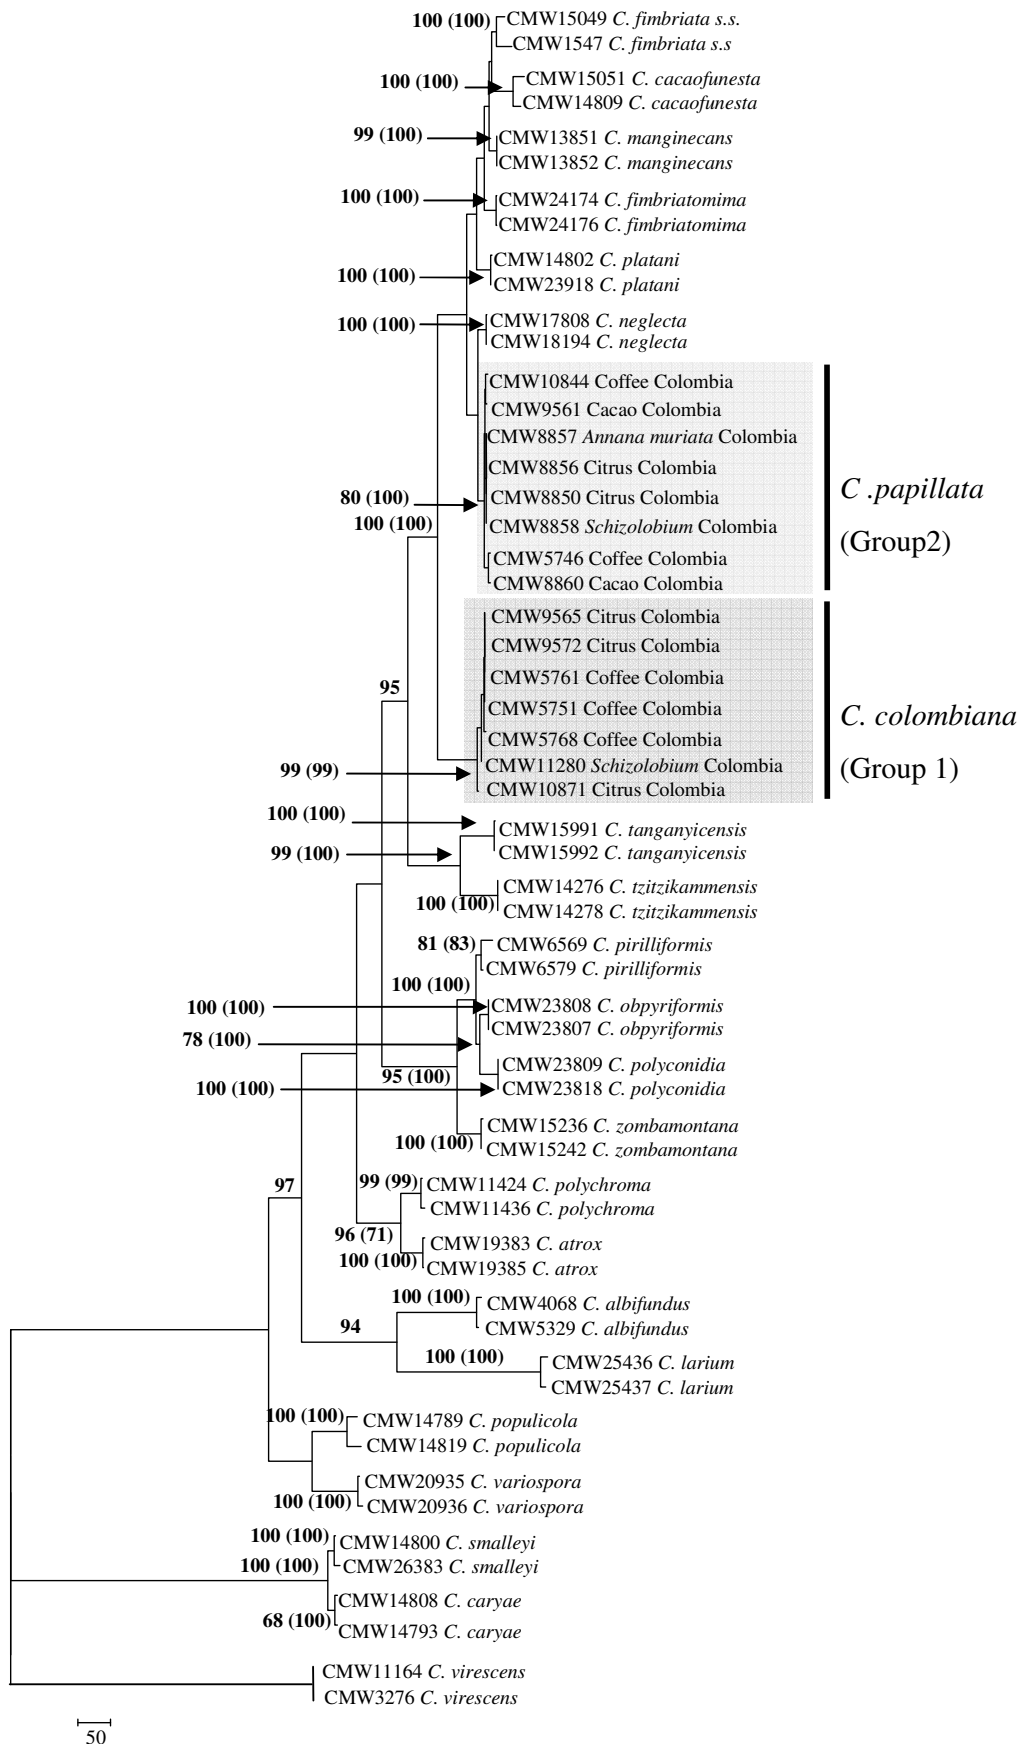 100 (100) CMW15049 C. fimbriata s.s.
CMW1547 C. fimbriata s.s
100 (100) CMW15051 C. cacaofunesta
CMW14809 C. cacaofunesta
99 (100) CMW13851 C. manginecans
CMW13852 C. manginecans
100 (100) CMW24174 C. fimbriatomima
CMW24176 C. fimbriatomima
CMW14802 C. platani
100 (100) CMW23918 C. platani
100 (100) CMW17808 C. neglecta
CMW18194 C. neglecta
CMW10844 Coffee Colombia
CMW9561 Cacao Colombia
CMW8857 Annana muriata Colombia
CMW8856 Citrus Colombia
80 (100) CMW8850 Citrus Colombia
100 (100) CMW8858 Schizolobium Colombia
CMW5746 Coffee Colombia
CMW8860 Cacao Colombia
C .papillata
(Group2)
CMW9565 Citrus Colombia
CMW9572 Citrus Colombia
CMW5761 Coffee Colombia
95
CMW5751 Coffee Colombia
CMW5768 Coffee Colombia
99 (99) CMW11280 Schizolobium Colombia
CMW10871 Citrus Colombia
C. colombiana
(Group 1)
100 (100) CMW15991 C. tanganyicensis
99 (100) CMW15992 C. tanganyicensis
CMW14276 C. tzitzikammensis
100 (100) CMW14278 C. tzitzikammensis
81 (83) CMW6569 C. pirilliformis
CMW6579 C. pirilliformis
100 (100)
100 (100) CMW23808 C. obpyriformis
CMW23807 C. obpyriformis
78 (100)
CMW23809 C. polyconidia
95 (100)
100 (100) CMW23818 C. polyconidia
CMW15236 C. zombamontana
100 (100) CMW15242 C. zombamontana
97
99 (99) CMW11424 C. polychroma
CMW11436 C. polychroma
96 (71)
CMW19383 C. atrox
100 (100) CMW19385 C. atrox
100 (100) CMW4068 C. albifundus
94 CMW5329 C. albifundus
100 (100) CMW25436 C. larium
CMW25437 C. larium
100 (100) CMW14789 C. populicola
CMW14819 C. populicola
CMW20935 C. variospora
100 (100) CMW20936 C. variospora
100 (100) CMW14800 C. smalleyi
100 (100) CMW26383 C. smalleyi
CMW14808 C. caryae
68 (100) CMW14793 C. caryae
CMW11164 C. virescens
CMW3276 C. virescens
50